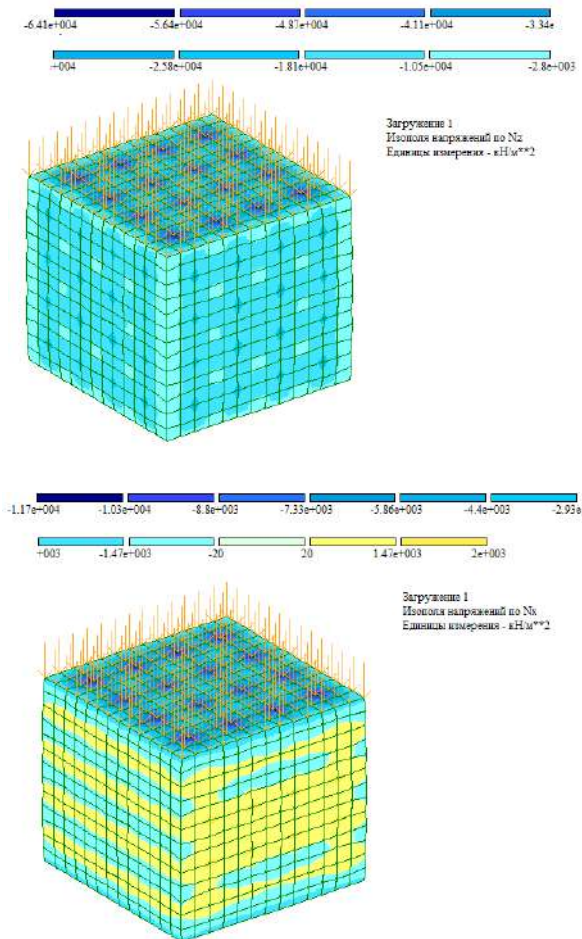 -6.41e+004 -5.64e+004 -4.87e+004 -4.11e+004 -3.34e
+004 -2.58e+004 -1.81e+004 -1.05e+004 -2.8e+003
Загружение 1
Изополя напряжений по Nz
Единицы измерения - кН/м**2
-1.17e+004 -1.03e+004 -8.8e+003 -7.33e+003 -5.86e+003 -4.4e+003 -2.93e
+003 -1.47e+003 -20 20 1.47e+003 2e+003
Загружение 1
Изополя напряжений по Nx
Единицы измерения - кН/м**2